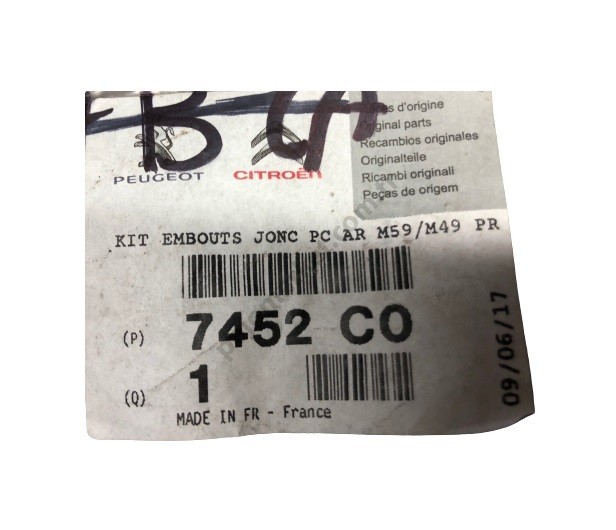 B CA
Pièces d'origine
Original parts
Recambios originales
Originalteile
Ricambi originali
Peças de origem
PEUGEOT CITROËN
KIT EMBOUTS JONC PC AR M59/M49 PR
(P) 7452 C0
(Q) 1
MADE IN FR - France
09/06/17